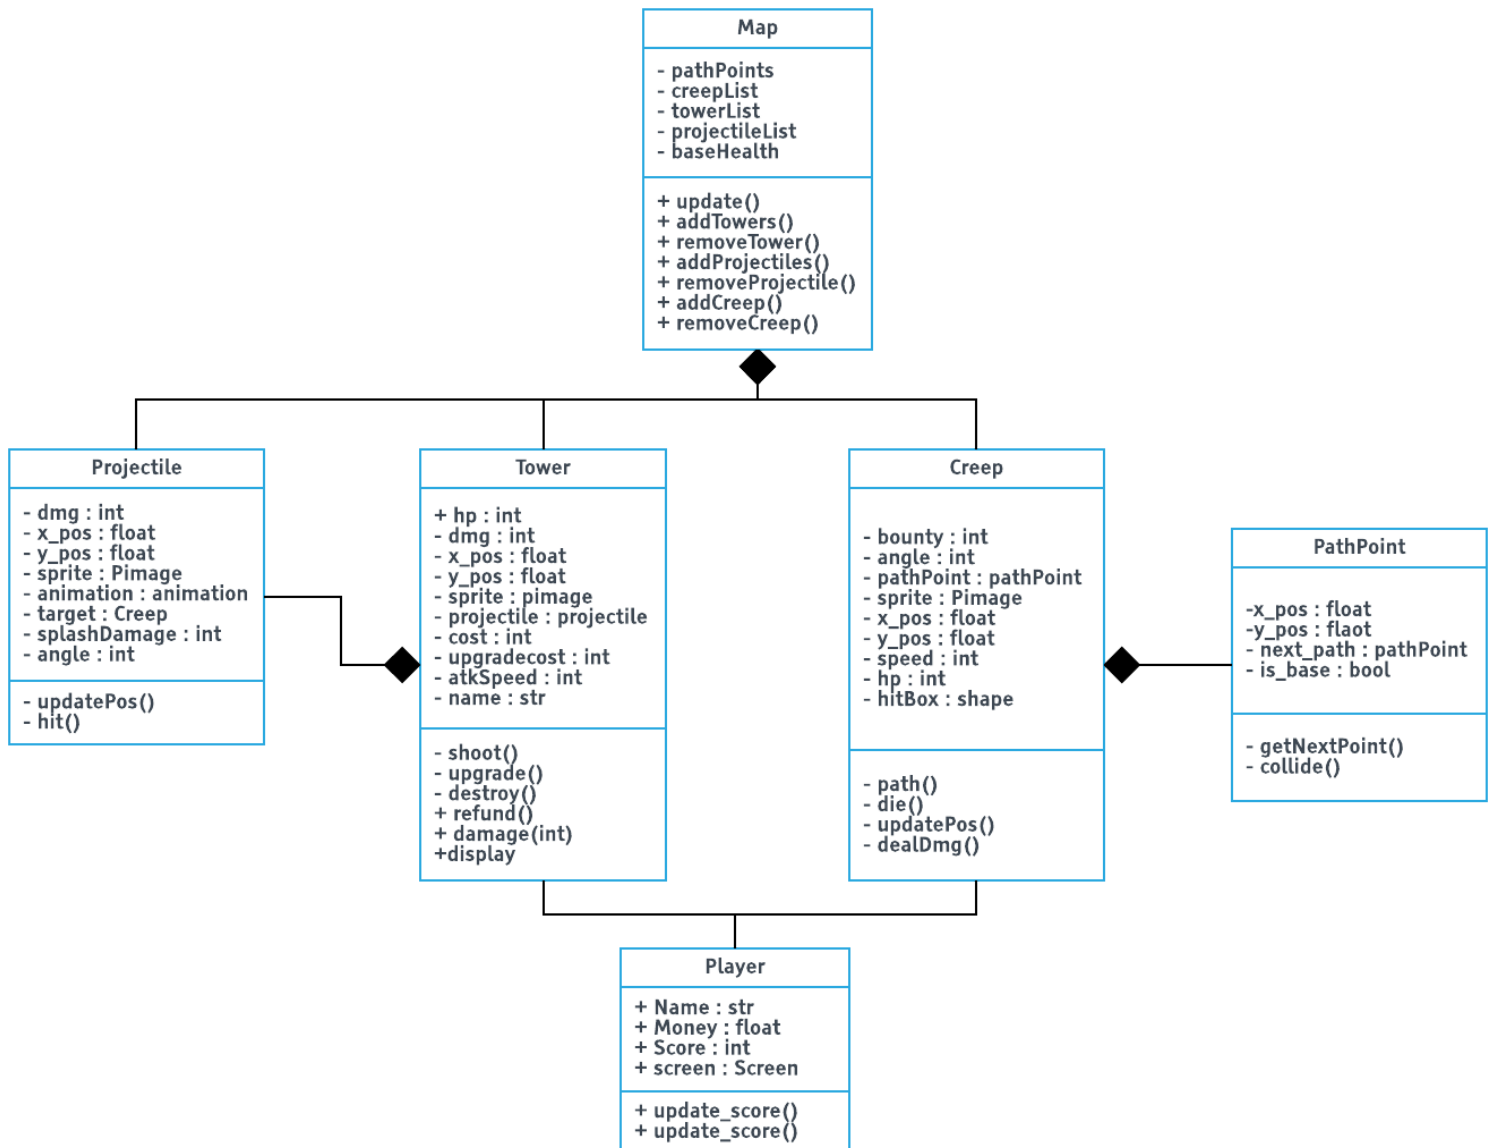 Map
- pathPoints
- creepList
- towerList
- projectileList
- baseHealth
+ update()
+ addTowers()
+ removeTower()
+ addProjectiles()
+ removeProjectile()
+ addCreep()
+ removeCreep()
Projectile
- dmg : int
- x_pos : float
- y_pos : float
- sprite : Pimage
- animation : animation
- target : Creep
- splashDamage : int
- angle : int
- updatePos()
- hit()
Tower
+ hp : int
- dmg : int
- x_pos : float
- y_pos : float
- sprite : pimage
- projectile : projectile
- cost : int
- upgradecost : int
- atkSpeed : int
- name : str
- shoot()
- upgrade()
- destroy()
+ refund()
+ damage(int)
+display
Creep
- bounty : int
- angle : int
- pathPoint : pathPoint
- sprite : Pimage
- x_pos : float
- y_pos : float
- speed : int
- hp : int
- hitBox : shape
- path()
- die()
- updatePos()
- dealDmg()
PathPoint
-x_pos : float
-y_pos : flaot
- next_path : pathPoint
- is_base : bool
- getNextPoint()
- collide()
Player
+ Name : str
+ Money : float
+ Score : int
+ screen : Screen
+ update_score()
+ update_score()